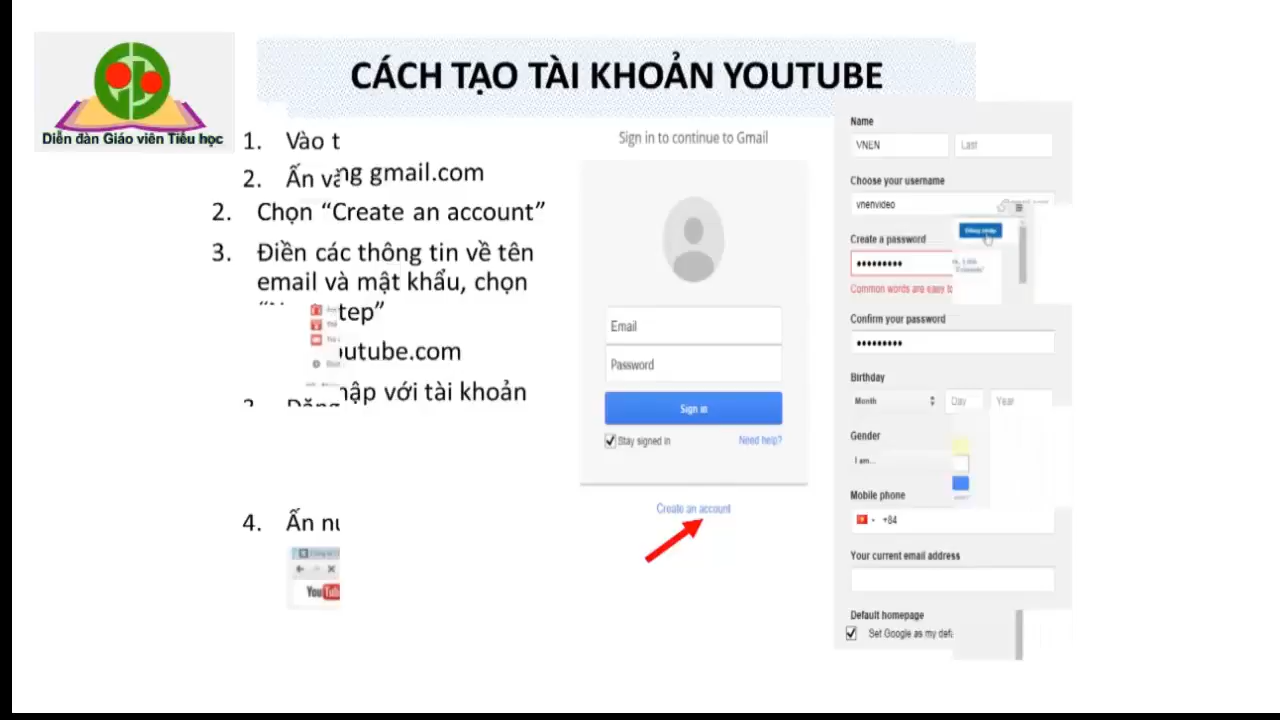 CÁCH TẠO TÀI KHOẢN YOUTUBE
Diễn đàn Giáo viên Tiểu học
1. Vào t
ng gmail.com
2. Ấn
2. Chọn “Create an account”
3. Điền các thông tin về tên
email và mật khẩu, chọn
tep”
outube.com
hập với tài khoản
4. Ấn
You
Sign in to continue to Gmail
Email
Password
Sign in
Stay signed in
Need help?
Create an account
Name
VNEN
Last
Choose your username
vnenvideo
Create a password
Common words are easy to
Confirm your password
Birthday
Month
Day
Year
Gender
I am...
Mobile phone
+84
Your current email address
Default homepage
Set Google as my